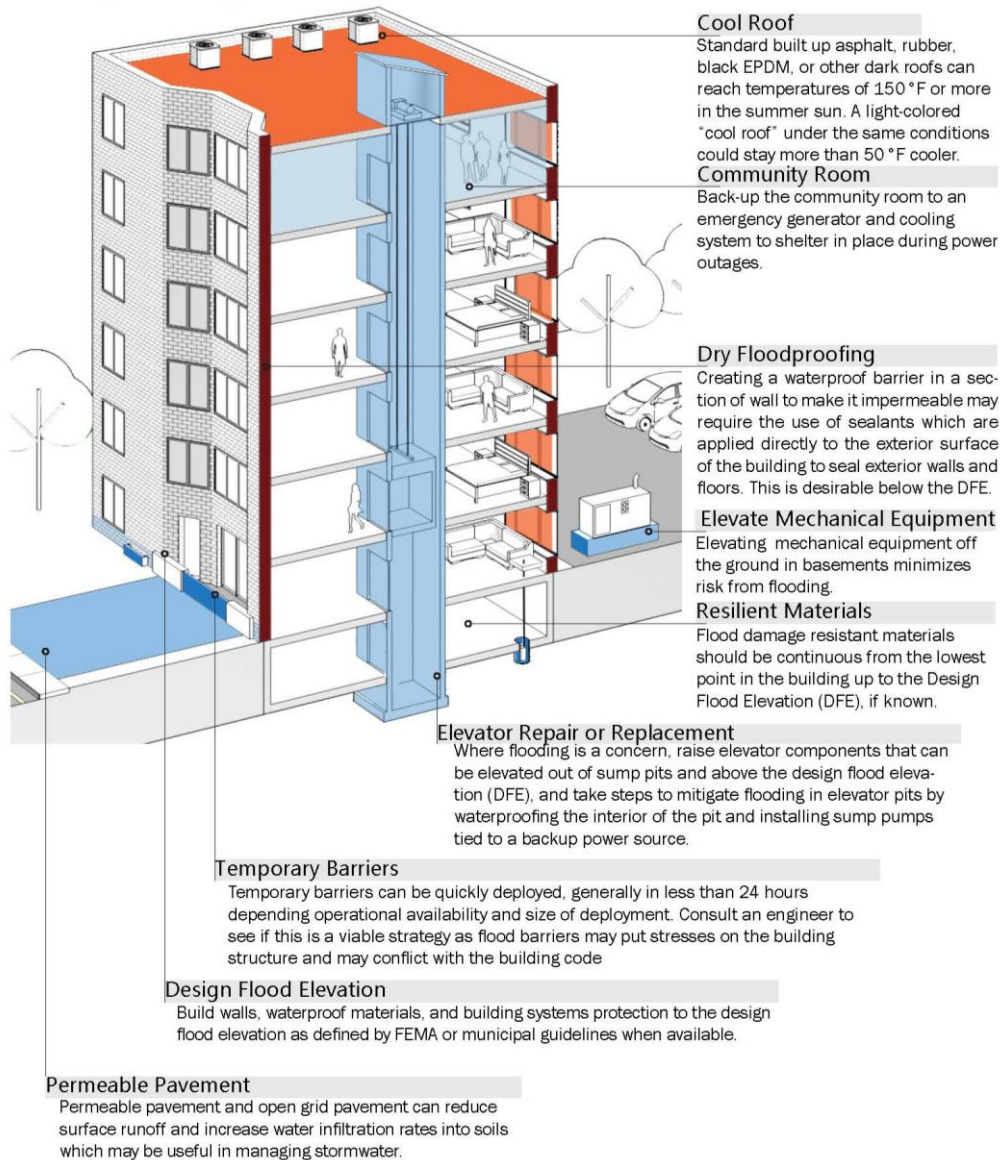 Cool Roof
Standard built up asphalt, rubber,
black EPDM, or other dark roofs can
reach temperatures of 150°F or more
in the summer sun. A light-colored
“cool roof” under the same conditions
could stay more than 50°F cooler.
Community Room
Back-up the community room to an
emergency generator and cooling
system to shelter in place during power
outages.
Dry Floodproofing
Creating a waterproof barrier in a sec-
tion of wall to make it impermeable may
require the use of sealants which are
applied directly to the exterior surface
of the building to seal exterior walls and
floors. This is desirable below the DFE.
Elevate Mechanical Equipment
Elevating mechanical equipment off
the ground in basements minimizes
risk from flooding.
Resilient Materials
Flood damage resistant materials
should be continuous from the lowest
point in the building up to the Design
Flood Elevation (DFE), if known.
Elevator Repair or Replacement
Where flooding is a concern, raise elevator components that can
be elevated out of sump pits and above the design flood eleva-
tion (DFE), and take steps to mitigate flooding in elevator pits by
waterproofing the interior of the pit and installing sump pumps
tied to a backup power source.
Temporary Barriers
Temporary barriers can be quickly deployed, generally in less than 24 hours
depending operational availability and size of deployment. Consult an engineer to
see if this is a viable strategy as flood barriers may put stresses on the building
structure and may conflict with the building code
Design Flood Elevation
Build walls, waterproof materials, and building systems protection to the design
flood elevation as defined by FEMA or municipal guidelines when available.
Permeable Pavement
Permeable pavement and open grid pavement can reduce
surface runoff and increase water infiltration rates into soils
which may be useful in managing stormwater.